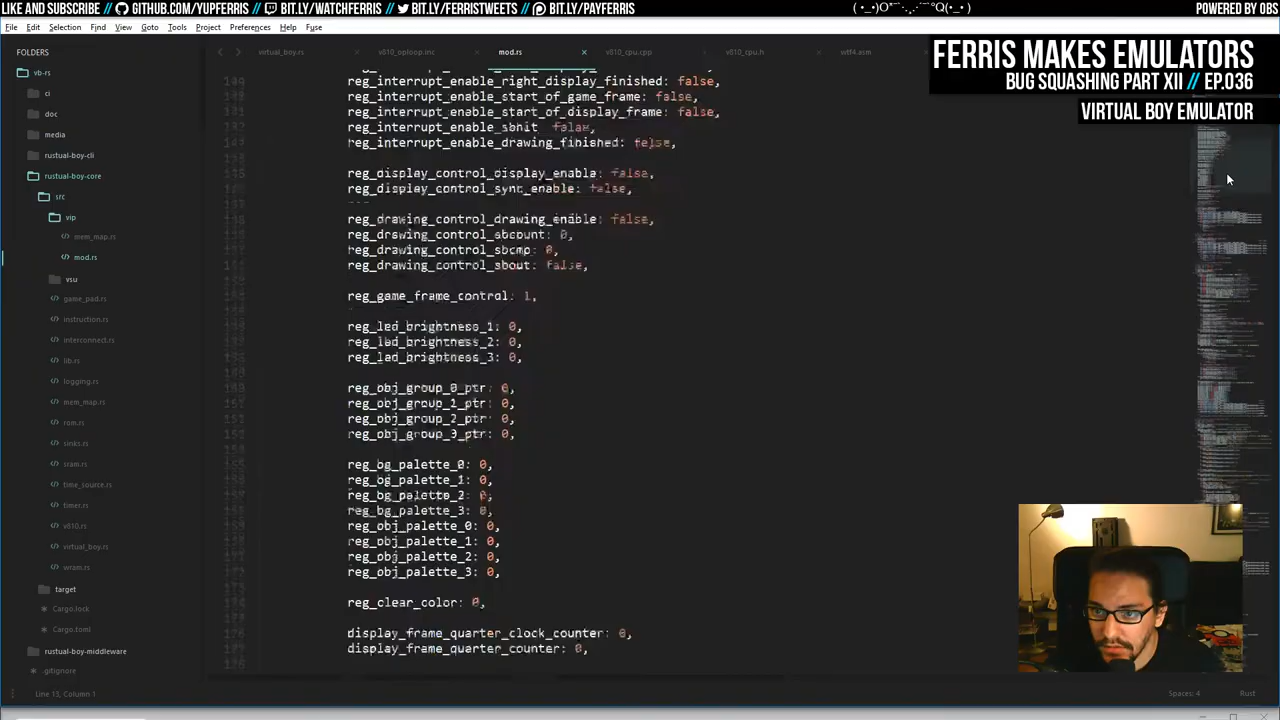 LIKE AND SUBSCRIBE // GITHUB.COM/YUPFERRIS // BIT.LY/WATCHFERRIS // BIT.LY/FERRISTWEETS // BIT.LY/PAYFERRIS
POWERED BY OBS
File Edit Selection Find View Goto Tools Project Preferences Help Fuse
FOLDERS
virtual_boy.rs v810_oploop.inc mod.rs v810_cpu.cpp v810_cpu.h wtf4.asm
FERRIS MAKES EMULATORS
BUG SQUASHING PART XII // EP.036
VIRTUAL BOY EMULATOR
vb-rs
ci
doc
media
rustual-boy-cli
rustual-boy-core
src
vip
mem_map.rs
mod.rs
vsu
game_pad.rs
instruction.rs
interconnect.rs
lib.rs
logging.rs
mem_map.rs
rom.rs
sinks.rs
sram.rs
time_source.rs
timer.rs
v810.rs
virtual_boy.rs
wram.rs
target
Cargo.lock
Cargo.toml
rustual-boy-middleware
.gitignore
reg_interrupt_enable_right_display_finished: false,
reg_interrupt_enable_start_of_game_frame: false,
reg_interrupt_enable_start_of_display_frame: false,
reg_interrupt_enable_sbhit false,
reg_interrupt_enable_drawing_finished: false,
reg_display_control_display_enable: false,
reg_display_control_sync_enable: false,
reg_drawing_control_drawing_enable: false,
reg_drawing_control_sbcount: 0,
reg_drawing_control_sbcmp: 0,
reg_drawing_control_sbout: false,
reg_game_frame_control: 1,
reg_led_brightness_1: 0,
reg_led_brightness_2: 0,
reg_led_brightness_3: 0,
reg_obj_group_0_ptr: 0,
reg_obj_group_1_ptr: 0,
reg_obj_group_2_ptr: 0,
reg_obj_group_3_ptr: 0,
reg_bg_palette_0: 0,
reg_bg_palette_1: 0,
reg_bg_palette_2: 0,
reg_bg_palette_3: 0,
reg_obj_palette_0: 0,
reg_obj_palette_1: 0,
reg_obj_palette_2: 0,
reg_obj_palette_3: 0,
reg_clear_color: 0,
display_frame_quarter_clock_counter: 0,
display_frame_quarter_counter: 0,
Line 13, Column 1
Spaces: 4
Rust